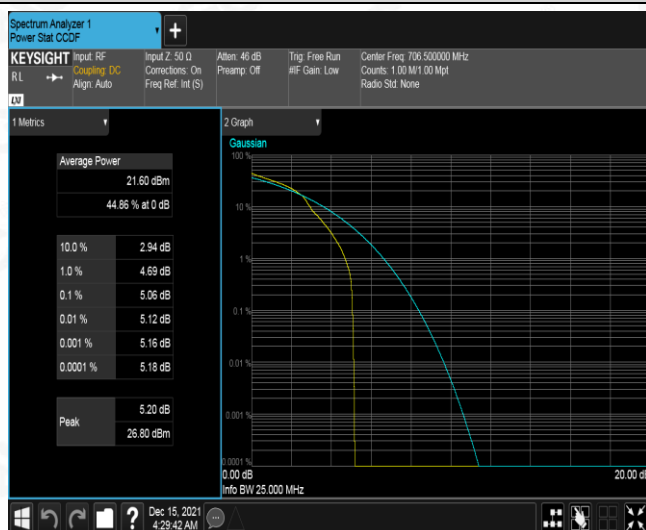 Spectrum Analyzer 1
Power Stat CCDF
+
KEYSIGHT
RL
LXI
Input: RF
Coupling: DC
Align: Auto
Input Z: 50 Ω
Corrections: On
Freq Ref: Int (S)
Atten: 46 dB
Preamp: Off
Trig: Free Run
#IF Gain: Low
Center Freq: 706.500000 MHz
Counts: 1.00 M/1.00 Mpt
Radio Std: None
1 Metrics
Average Power
21.60 dBm
44.86 % at 0 dB
10.0 % 2.94 dB
1.0 % 4.69 dB
0.1 % 5.06 dB
0.01 % 5.12 dB
0.001 % 5.16 dB
0.0001 % 5.18 dB
Peak
5.20 dB
26.80 dBm
2 Graph
Gaussian
100 %
10 %
1 %
0.1 %
0.01 %
0.001 %
0.0001 %
0.00 dB
20.00 dB
Info BW 25.000 MHz
?
Dec 15, 2021
4:29:42 AM